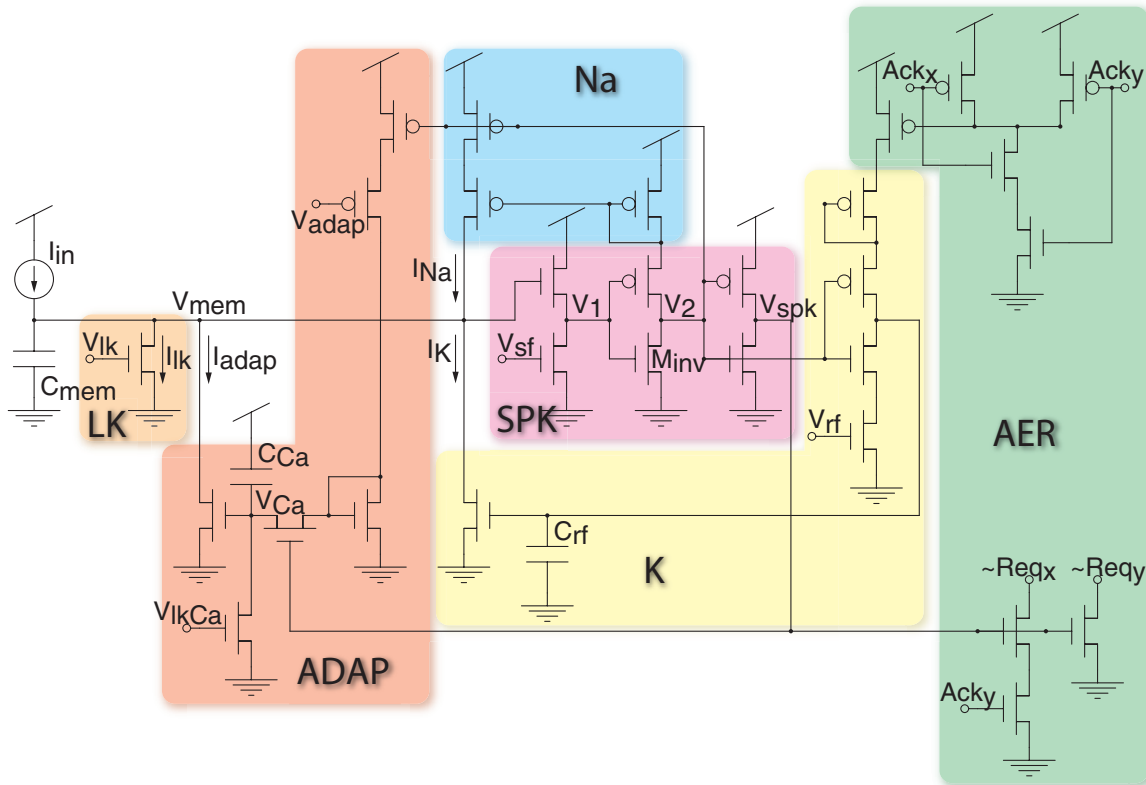 Na
Ackx
Acky
Vadap
Iin
INa
Vmem
V1
V2
Vspk
Vlk
Ilk
Iadap
IK
Vsf
Minv
Cmem
LK
SPK
Vrf
AER
CCa
VCa
Crf
K
~Reqx
~Reqy
VlkCa
ADAP
Acky